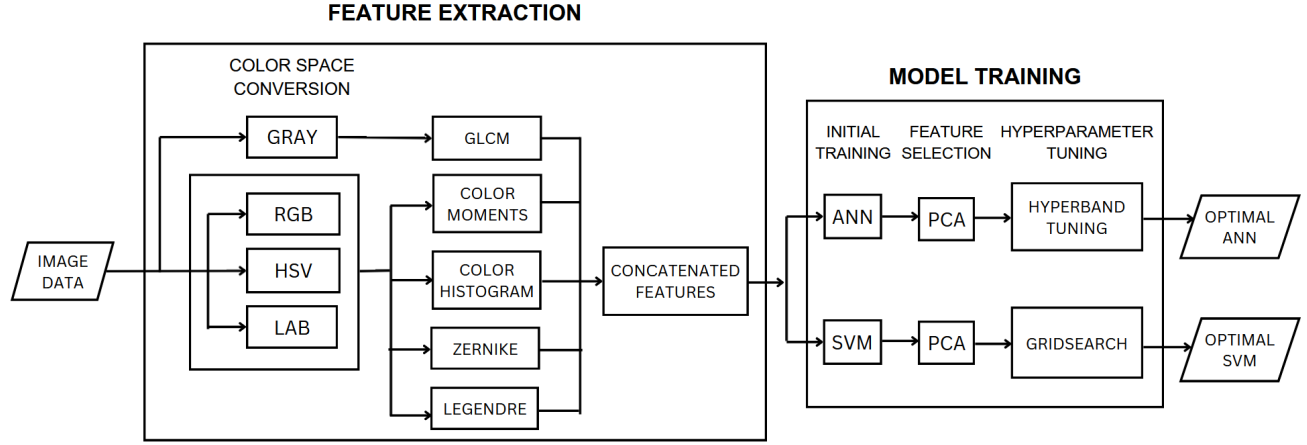 FEATURE EXTRACTION
COLOR SPACE
CONVERSION
GRAY
GLCM
RGB
HSV
LAB
IMAGE
DATA
COLOR
MOMENTS
COLOR
HISTOGRAM
ZERNIKE
LEGENDRE
CONCATENATED
FEATURES
MODEL TRAINING
INITIAL
TRAINING
FEATURE
SELECTION
HYPERPARAMETER
TUNING
ANN
PCA
HYPERBAND
TUNING
OPTIMAL
ANN
SVM
PCA
GRIDSEARCH
OPTIMAL
SVM